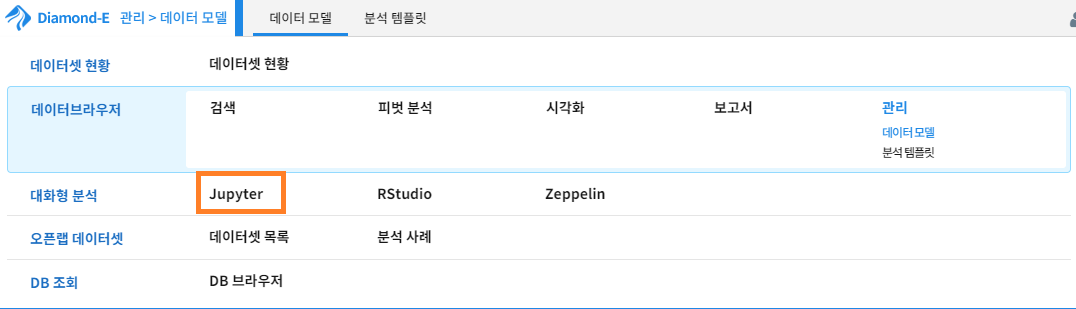 Diamond-E 관리 > 데이터 모델 데이터 모델 분석 템플릿
데이터셋 현황 데이터셋 현황
데이터브라우저 검색 피벗 분석 시각화 보고서 관리
데이터 모델
분석 템플릿
대화형 분석 Jupyter RStudio Zeppelin
오픈랩 데이터셋 데이터셋 목록 분석 사례
DB 조회 DB 브라우저